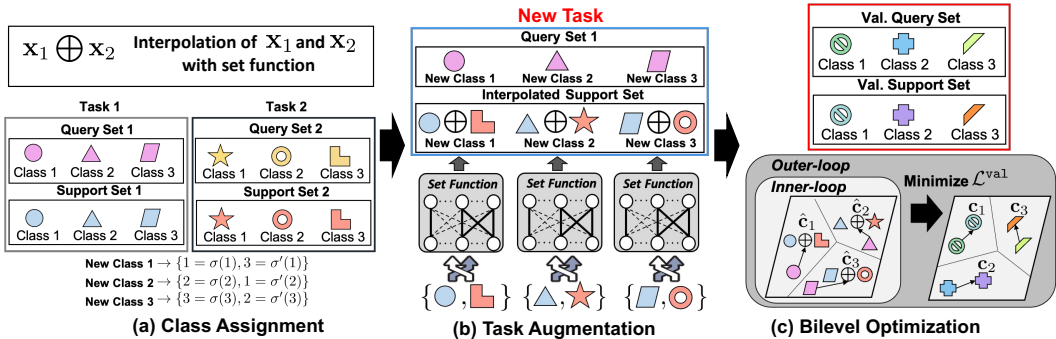 x₁ ⊕ x₂ Interpolation of x₁ and x₂
with set function
Task 1
Query Set 1
Class 1 Class 2 Class 3
Support Set 1
Class 1 Class 2 Class 3
Task 2
Query Set 2
Class 1 Class 2 Class 3
Support Set 2
Class 1 Class 2 Class 3
New Class 1 → {1 = σ(1), 3 = σ′(1)}
New Class 2 → {2 = σ(2), 1 = σ′(2)}
New Class 3 → {3 = σ(3), 2 = σ′(3)}
(a) Class Assignment
New Task
Query Set 1
New Class 1 New Class 2 New Class 3
Interpolated Support Set
⊕ ⊕ ⊕
New Class 1 New Class 2 New Class 3
Set Function Set Function Set Function
{ , } { , } { , }
(b) Task Augmentation
Val. Query Set
Class 1 Class 2 Class 3
Val. Support Set
Class 1 Class 2 Class 3
Outer-loop
Inner-loop
ĉ₁ ĉ₂
ĉ₃
Minimize ℒᵛᵃˡ
c₁ c₃
c₂
(c) Bilevel Optimization